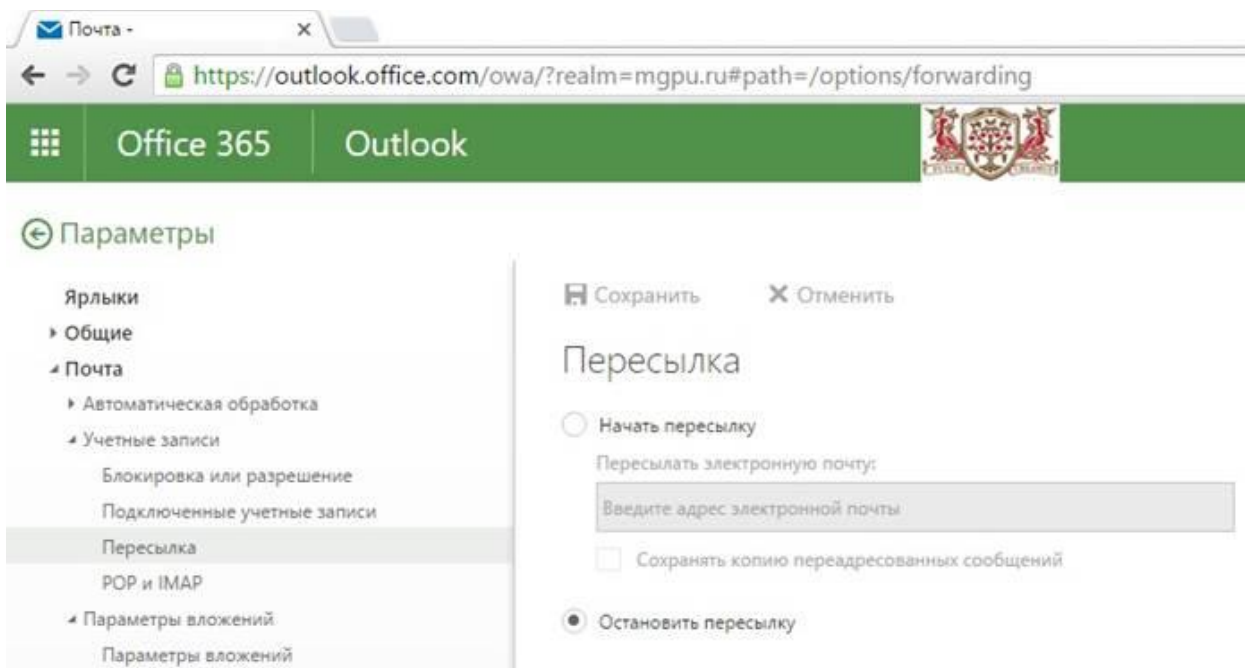 Почта -
https://outlook.office.com/owa/?realm=mgpu.ru#path=/options/forwarding
Office 365 Outlook
Параметры
Ярлыки
Общие
Почта
Автоматическая обработка
Учетные записи
Блокировка или разрешение
Подключенные учетные записи
Пересылка
POP и IMAP
Параметры вложений
Параметры вложений
Сохранить Отменить
Пересылка
Начать пересылку
Пересылать электронную почту:
Введите адрес электронной почты
Сохранять копию переадресованных сообщений
Остановить пересылку